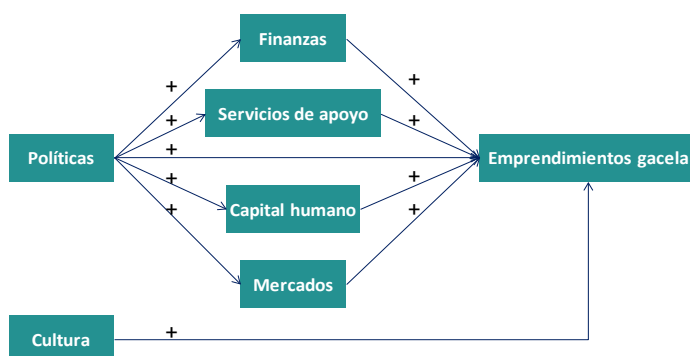 Finanzas
+
+
Servicios de apoyo
+
+
+
Políticas
Emprendimientos gacela
+
+
Capital humano
+
+
Mercados
Cultura
+